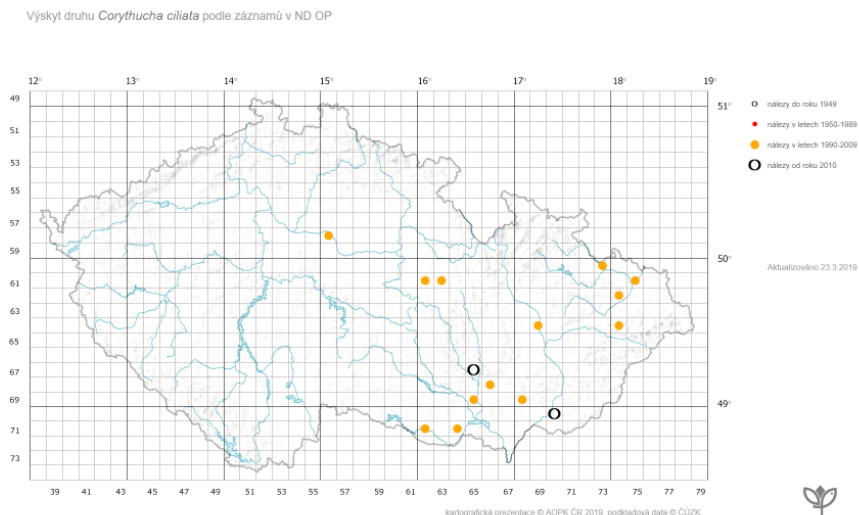 Výskyt druhu Corythucha ciliata podle záznamů v ND OP
12° 13° 14° 15° 16° 17° 18° 19°
49
51
53
55
57
59
61
63
65
67
69
71
73
51°
50°
49°
39 41 43 45 47 49 51 53 55 56 57 59 61 63 65 67 69 71 73 75 77 79
nálezy do roku 1949
nálezy v letech 1950-1989
nálezy v letech 1990-2009
nálezy od roku 2010
Aktualizováno 23 3 2019
kartografická prezentace © AOPK ČR 2019, podkladová data © ČÚZK